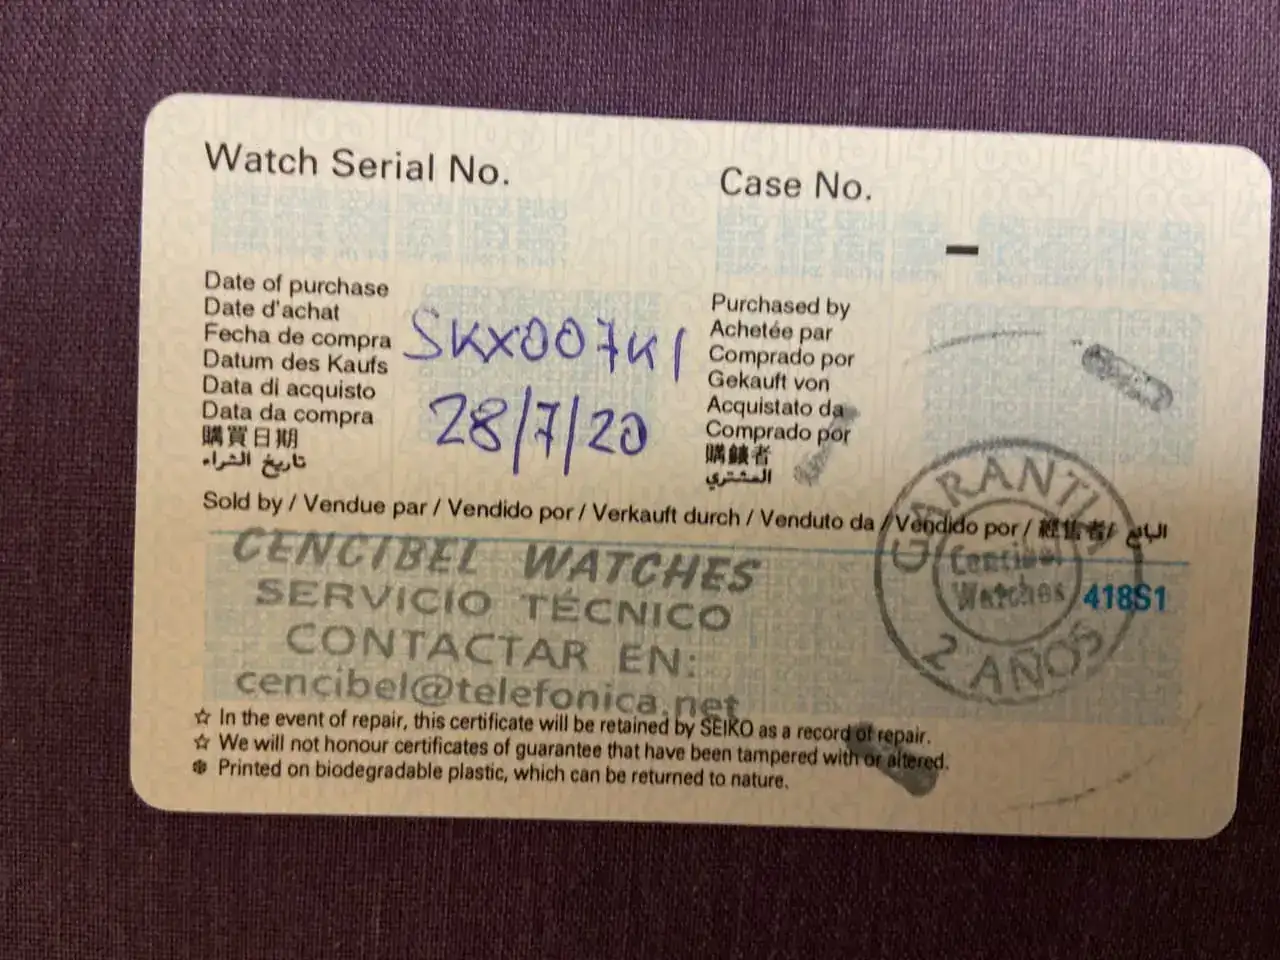 Watch Serial No.
Case No.
–
Date of purchase
Date d'achat
Fecha de compra
Datum des Kaufs
Data di acquisto
Data da compra
購買日期
تاريخ الشراء
SKX007K1
28/7/20
Purchased by
Achetée par
Comprado por
Gekauft von
Acquistato da
Comprado por
المشتري
Sold by / Vendue par / Vendido por / Verkauft durch / Venduto da / Vendido por / 經售者/ البائع
CENCIBEL WATCHES
SERVICIO TÉCNICO
CONTACTAR EN:
cencibel@telefonica.net
GARANTIA
Cencibel
Watches
2 AÑOS
418S1
☆ In the event of repair, this certificate will be retained by SEIKO as a record of repair.
☆ We will not honour certificates of guarantee that have been tampered with or altered.
❅ Printed on biodegradable plastic, which can be returned to nature.